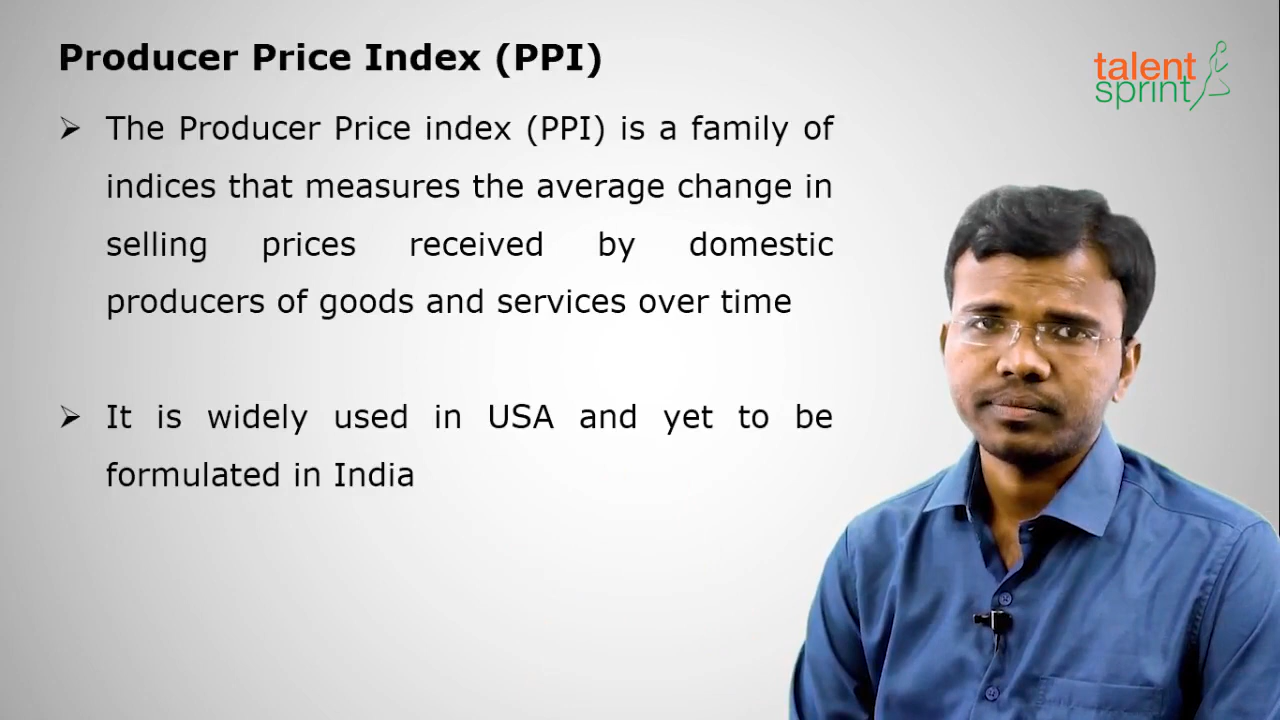 Producer Price Index (PPI)
talent
sprint
➢ The Producer Price index (PPI) is a family of
indices that measures the average change in
selling prices received by domestic
producers of goods and services over time
➢ It is widely used in USA and yet to be
formulated in India